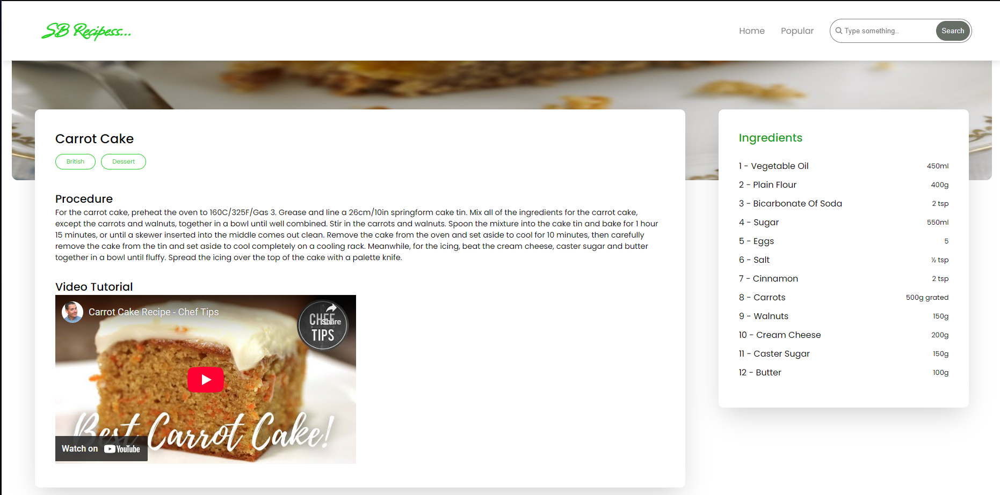 SB Recipess...
Home
Popular
Type something..
Search
Carrot Cake
British
Dessert
Procedure
For the carrot cake, preheat the oven to 160C/325F/Gas 3. Grease and line a 26cm/10in springform cake tin. Mix all of the ingredients for the carrot cake,
except the carrots and walnuts, together in a bowl until well combined. Stir in the carrots and walnuts. Spoon the mixture into the cake tin and bake for 1 hour
15 minutes, or until a skewer inserted into the middle comes out clean. Remove the cake from the oven and set aside to cool for 10 minutes, then carefully
remove the cake from the tin and set aside to cool completely on a cooling rack. Meanwhile, for the icing, beat the cream cheese, caster sugar and butter
together in a bowl until fluffy. Spread the icing over the top of the cake with a palette knife.
Video Tutorial
Carrot Cake Recipe - Chef Tips
CHEF
Share
TIPS
Best Carrot Cake!
Watch on YouTube
Ingredients
1 - Vegetable Oil 450ml
2 - Plain Flour 400g
3 - Bicarbonate Of Soda 2 tsp
4 - Sugar 550ml
5 - Eggs 5
6 - Salt ½ tsp
7 - Cinnamon 2 tsp
8 - Carrots 500g grated
9 - Walnuts 150g
10 - Cream Cheese 200g
11 - Caster Sugar 150g
12 - Butter 100g